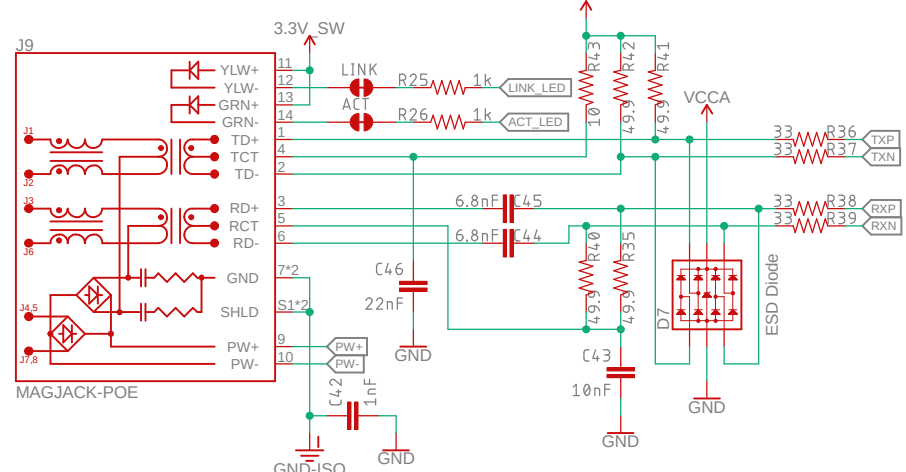 3.3V_SW
J9
YLW+
11
YLW-
12
GRN+
13
GRN-
14
TD+
1
TCT
4
TD-
2
RD+
3
RCT
5
RD-
6
GND
7*2
SHLD
S1*2
PW+
9
PW-
10
J1
J2
J3
J6
J4,5
J7,8
MAGJACK-POE
LINK
R25
1k
LINK_LED
ACT
R26
1k
ACT_LED
PW+
PW-
C42
1nF
GND-ISO
GND
C46
22nF
GND
6.8nF
C45
6.8nF
C44
R43
10
R42
49.9
R41
49.9
VCCA
R40
49.9
R35
49.9
C43
10nF
GND
D7
ESD Diode
GND
33
R36
TXP
33
R37
TXN
33
R38
RXP
33
R39
RXN